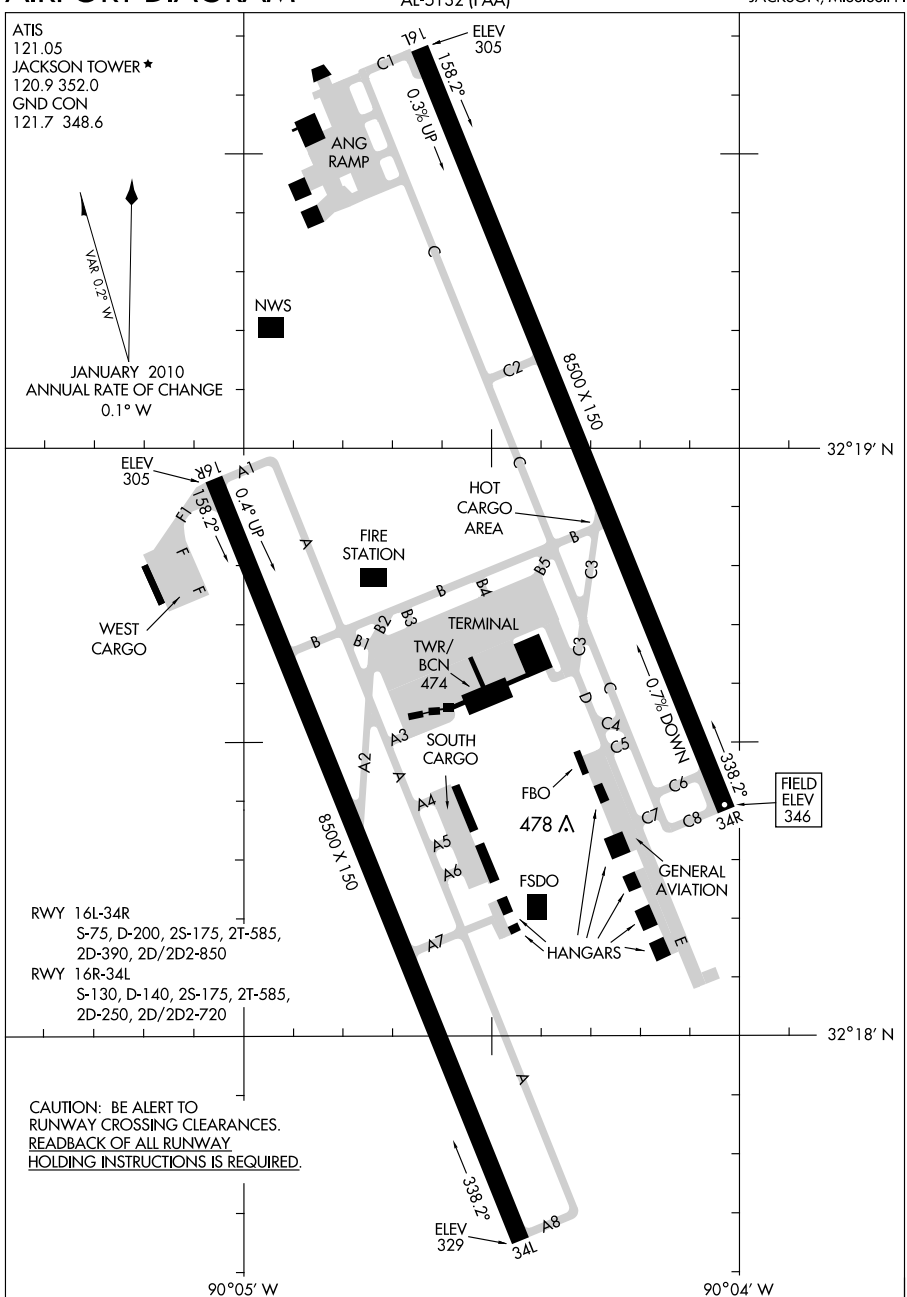 AIRPORT DIAGRAM
AL-5132 (FAA)
JACKSON, MISSISSIPPI
ATIS
121.05
JACKSON TOWER★
120.9 352.0
GND CON
121.7 348.6
16L
ELEV
305
C1
158.2°
0.3% UP
ANG
RAMP
C
VAR 0.2° W
NWS
JANUARY 2010
ANNUAL RATE OF CHANGE
0.1° W
C2
8500 X 150
32°19' N
ELEV
305
16R
A1
158.2°
0.4° UP
F1
F
F
A
C
HOT
CARGO
AREA
FIRE
STATION
WEST
CARGO
B
B
B
B1
B2
B3
B4
B5
C3
C3
TERMINAL
TWR/
BCN
474
D
C
0.7% DOWN
338.2°
A2
A3
A
SOUTH
CARGO
C4
C5
C6
C7
C8
34R
FIELD
ELEV
346
FBO
478
A4
A5
A6
8500 X 150
FSDO
GENERAL
AVIATION
HANGARS
E
A7
RWY 16L-34R
S-75, D-200, 2S-175, 2T-585,
2D-390, 2D/2D2-850
RWY 16R-34L
S-130, D-140, 2S-175, 2T-585,
2D-250, 2D/2D2-720
32°18' N
A
CAUTION: BE ALERT TO
RUNWAY CROSSING CLEARANCES.
READBACK OF ALL RUNWAY
HOLDING INSTRUCTIONS IS REQUIRED.
338.2°
ELEV
329
34L
A8
90°05' W
90°04' W